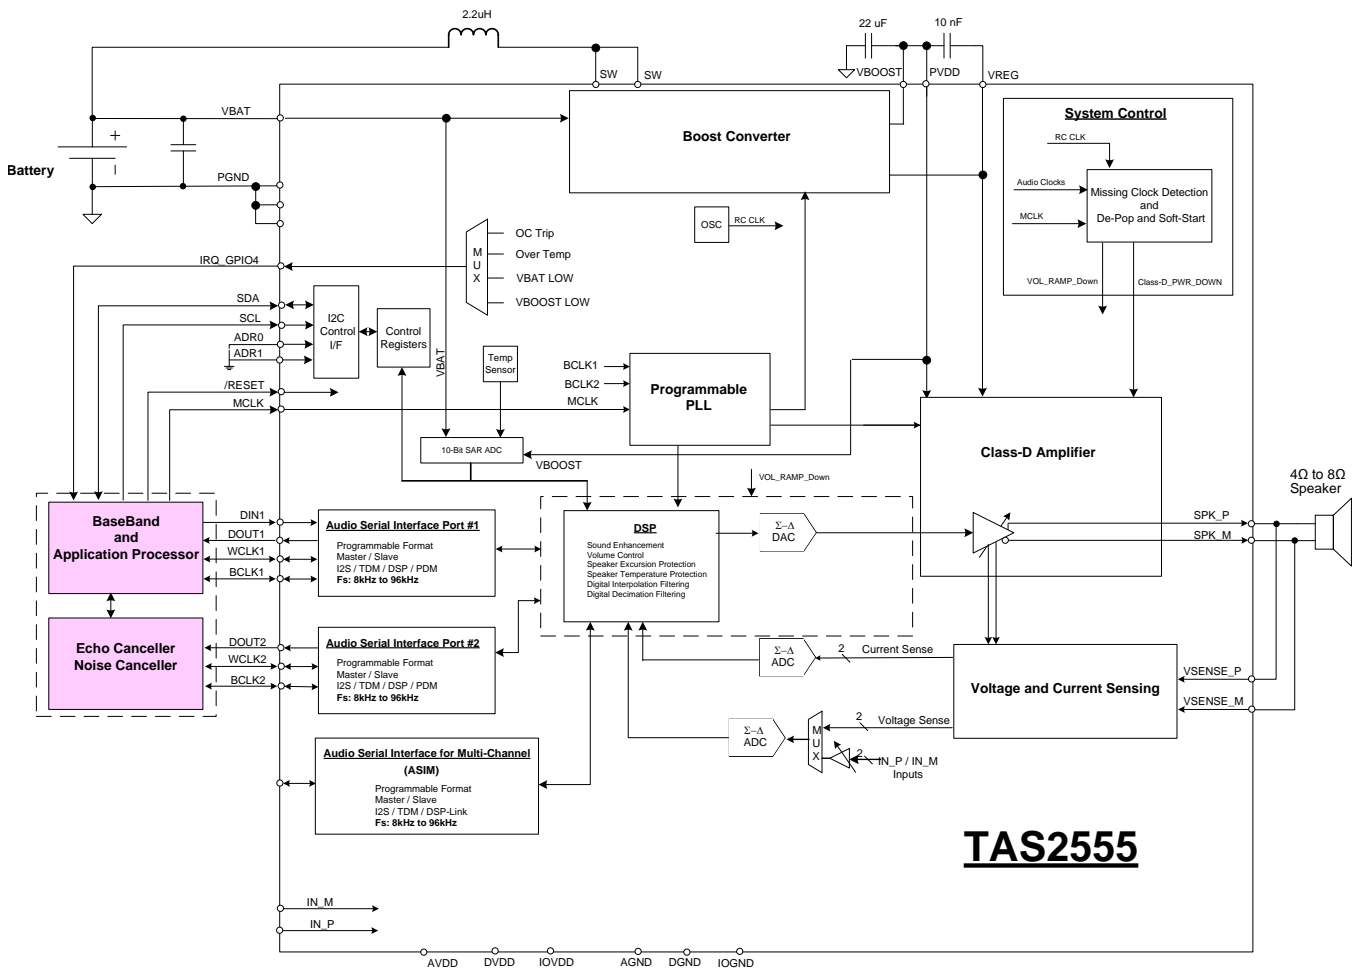 2.2uH
22 uF
10 nF
SW
SW
VBOOST
PVDD
VREG
VBAT
Battery
+
PGND
Boost Converter
System Control
RC CLK
Audio Clocks
MCLK
Missing Clock Detection
and
De-Pop and Soft-Start
VOL_RAMP_Down
Class-D_PWR_DOWN
OSC
RC CLK
MUX
OC Trip
Over Temp
VBAT LOW
VBOOST LOW
IRQ_GPIO4
SDA
SCL
ADR0
ADR1
/RESET
MCLK
I2C
Control
I/F
Control
Registers
VBAT
Temp
Sensor
10-Bit SAR ADC
VBOOST
BCLK1
BCLK2
MCLK
Programmable
PLL
Class-D Amplifier
4Ω to 8Ω
Speaker
SPK_P
SPK_M
VOL_RAMP_Down
BaseBand
and
Application Processor
Echo Canceller
Noise Canceller
DIN1
DOUT1
WCLK1
BCLK1
DOUT2
WCLK2
BCLK2
Audio Serial Interface Port #1
Programmable Format
Master / Slave
I2S / TDM / DSP / PDM
Fs: 8kHz to 96kHz
Audio Serial Interface Port #2
Programmable Format
Master / Slave
I2S / TDM / DSP / PDM
Fs: 8kHz to 96kHz
Audio Serial Interface for Multi-Channel
(ASIM)
Programmable Format
Master / Slave
I2S / TDM / DSP-Link
Fs: 8kHz to 96kHz
DSP
Sound Enhancement
Volume Control
Speaker Excursion Protection
Speaker Temperature Protection
Digital Interpolation Filtering
Digital Decimation Filtering
Σ–Δ
DAC
Σ–Δ
ADC
2
Current Sense
Σ–Δ
ADC
MUX
2
Voltage Sense
2
IN_P / IN_M
Inputs
Voltage and Current Sensing
VSENSE_P
VSENSE_M
TAS2555
IN_M
IN_P
AVDD
DVDD
IOVDD
AGND
DGND
IOGND